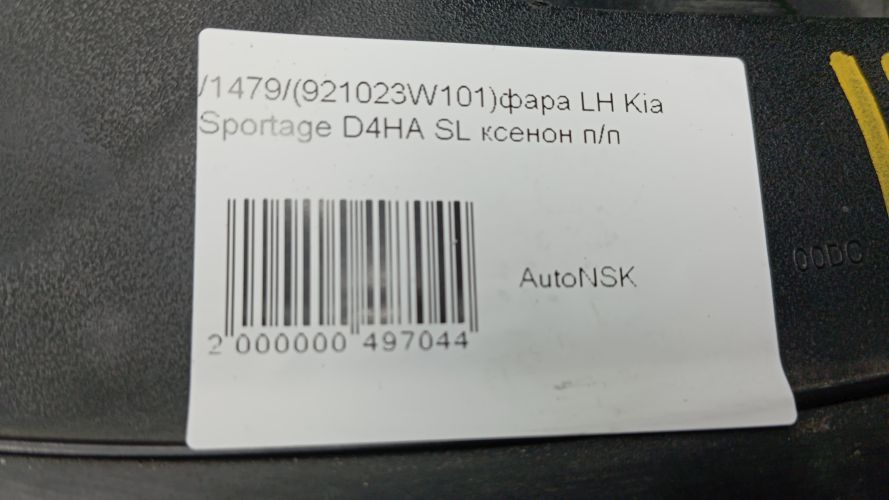 /1479/(921023W101)фара LH Kia
Sportage D4HA SL ксенон п/п
AutoNSK
2 000000 497044
00DC